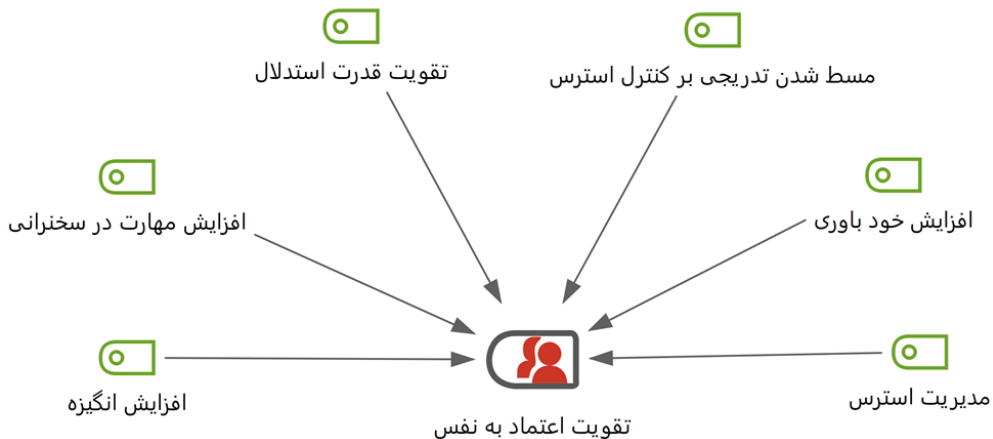 مسط شدن تدریجی بر کنترل استرس
تقویت قدرت استدلال
افزایش خود باوری
افزایش مهارت در سخنرانی
مدیریت استرس
افزایش انگیزه
تقویت اعتماد به نفس